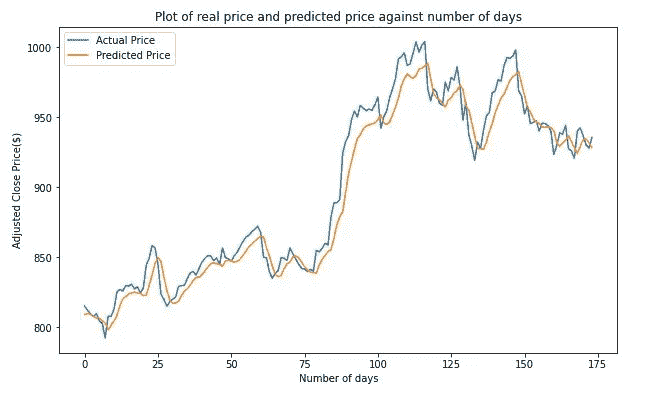 Plot of real price and predicted price against number of days
Actual Price
Predicted Price
1000
950
900
850
800
Adjusted Close Price($)
0 25 50 75 100 125 150 175
Number of days